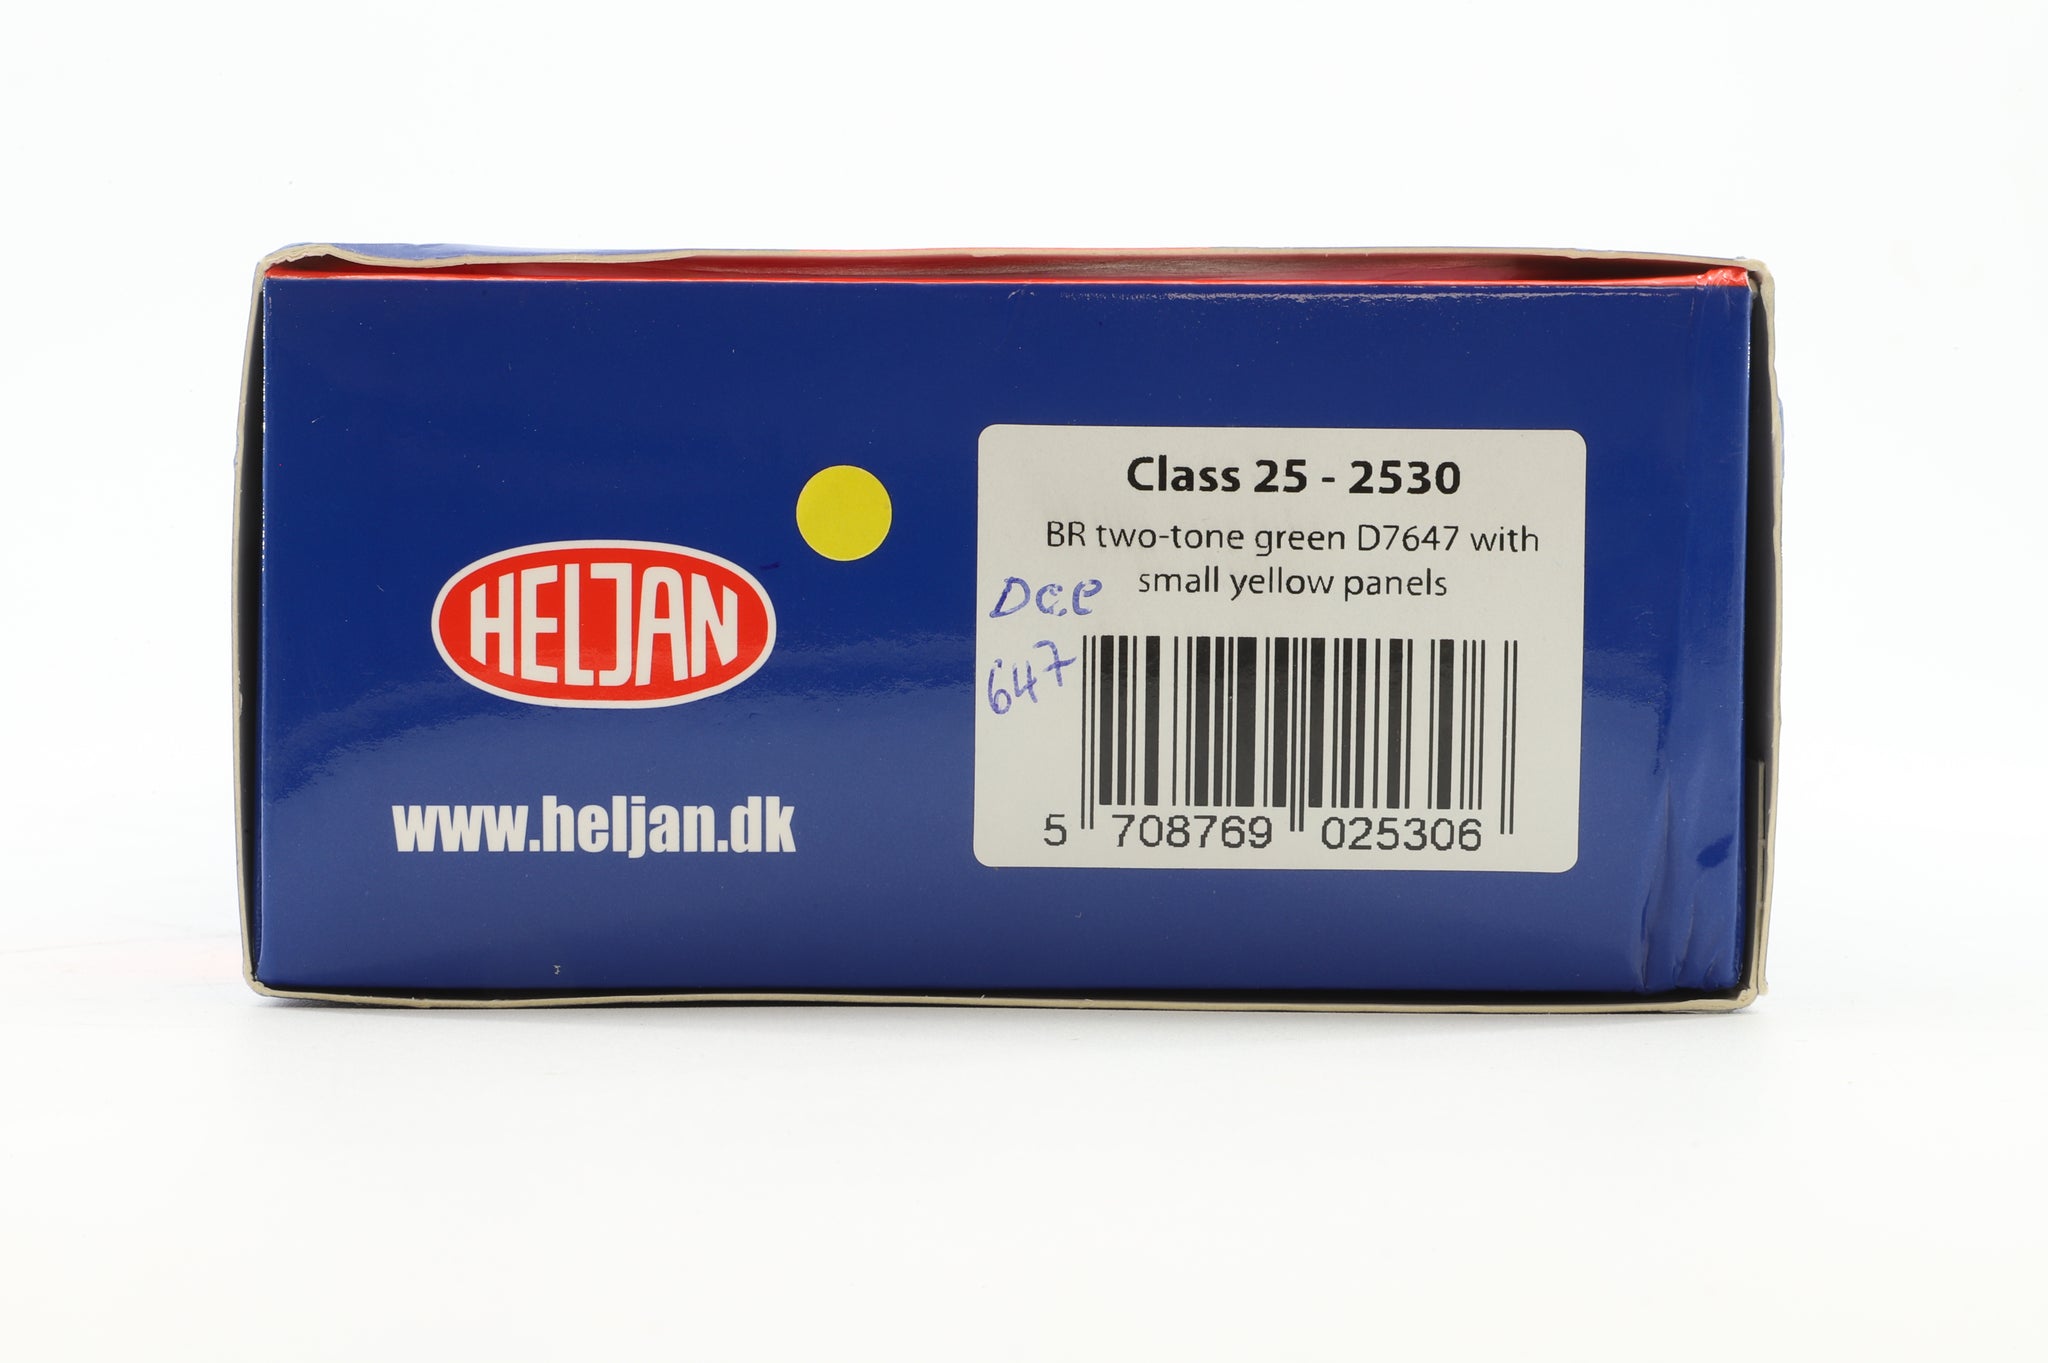 HELJAN
www.heljan.dk
Class 25 - 2530
BR two-tone green D7647 with
small yellow panels
Dcc
647
5 708769 025306